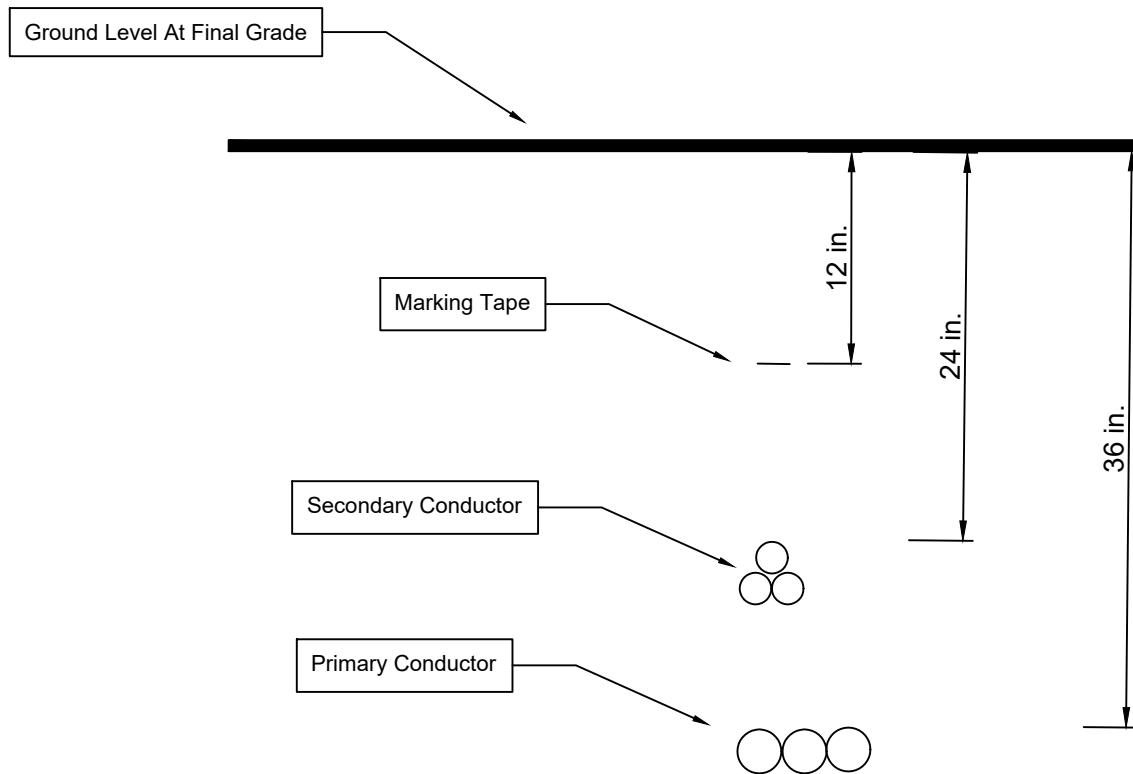 Ground Level At Final Grade
12 in.
Marking Tape
24 in.
36 in.
Secondary Conductor
Primary Conductor